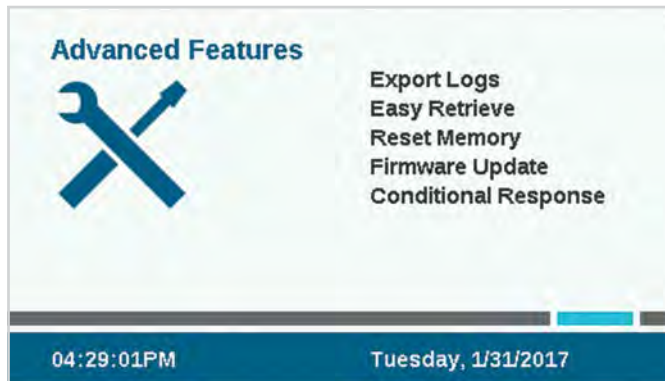 Advanced Features
Export Logs
Easy Retrieve
Reset Memory
Firmware Update
Conditional Response
04:29:01PM
Tuesday, 1/31/2017